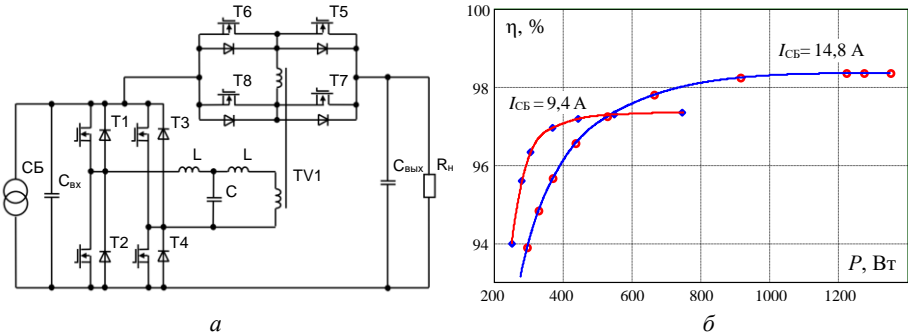 T6 T5
T8 T7
T1 T3
L L
СБ
Cвх
C
TV1
Cвых
Rн
T2 T4
а
100
η, %
98
96
94
Iсб = 14,8 А
Iсб = 9,4 А
P, Вт
200 400 600 800 1000 1200
б